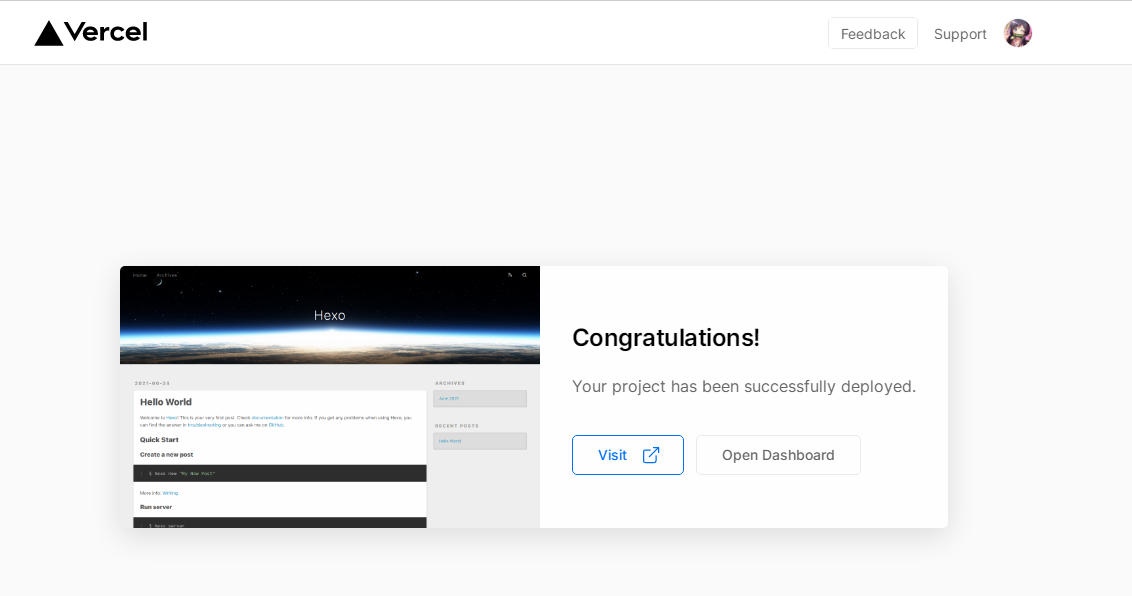 Vercel
Feedback
Support
Home
Archives
Hexo
2021-06-25
Hello World
Welcome to Hexo! This is your very first post. Check documentation for more info. If you get any problems when using Hexo, you
can find the answer in troubleshooting or you can ask me on GitHub.
Quick Start
Create a new post
1 $ hexo new "My New Post"
More info: Writing
Run server
$ hexo server
ARCHIVES
June 2021
RECENT POSTS
Hello World
Congratulations!
Your project has been successfully deployed.
Visit
Open Dashboard